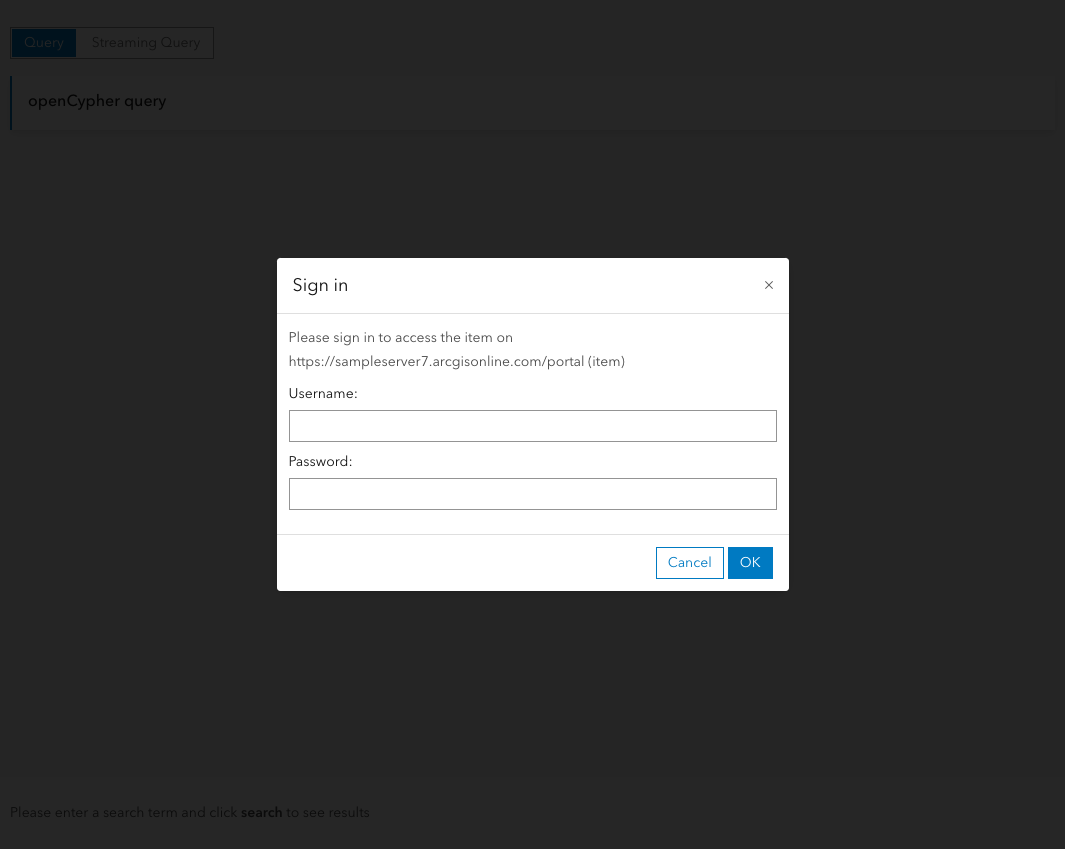 Query
Streaming Query
openCypher query
Sign in
×
Please sign in to access the item on
https://sampleserver7.arcgisonline.com/portal (item)
Username:
Password:
Cancel
OK
Please enter a search term and click search to see results